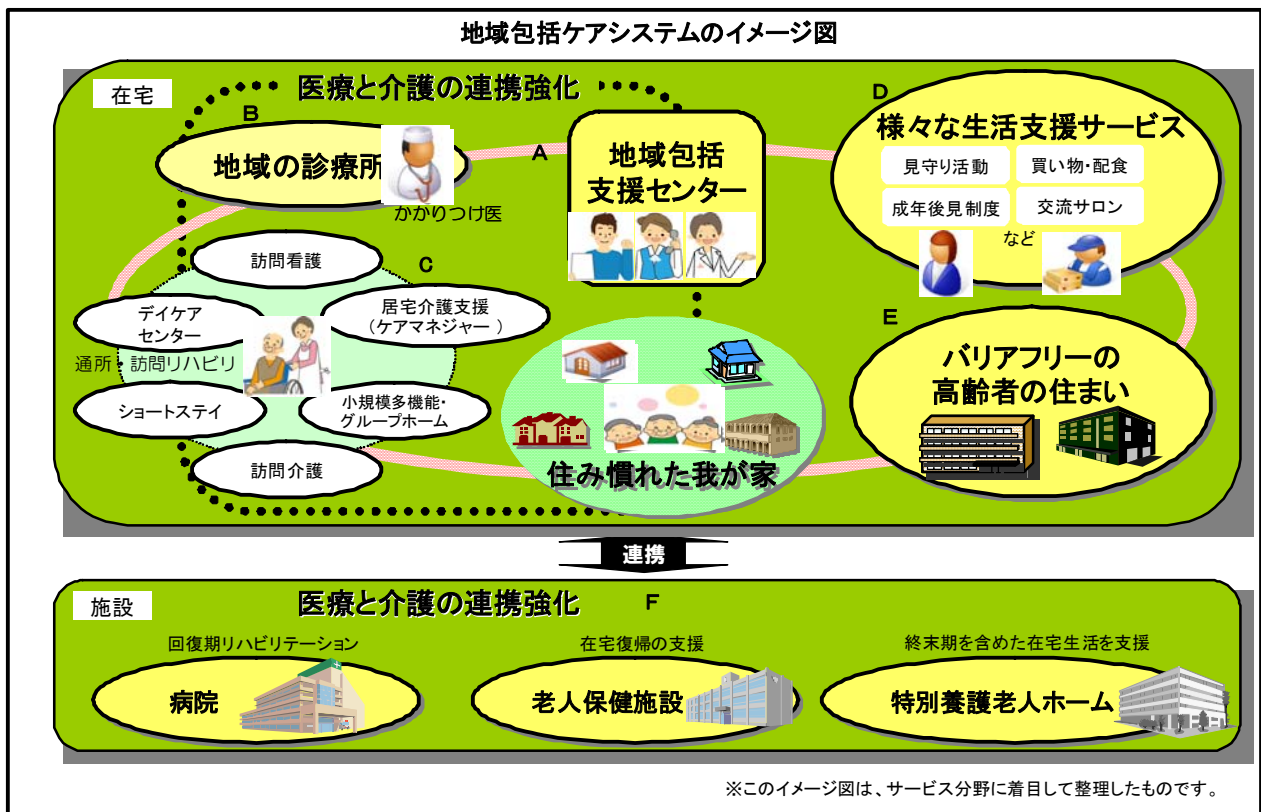 地域包括ケアシステムのイメージ図
在宅
医療と介護の連携強化
B
地域の診療所
かかりつけ医
A
地域包括
支援センター
D
様々な生活支援サービス
見守り活動
買い物・配食
成年後見制度
交流サロン
など
C
訪問看護
デイケア
センター
通所・訪問リハビリ
居宅介護支援
（ケアマネジャー）
ショートステイ
小規模多機能・
グループホーム
訪問介護
住み慣れた我が家
E
バリアフリーの
高齢者の住まい
連携
施設
医療と介護の連携強化
F
回復期リハビリテーション
病院
在宅復帰の支援
老人保健施設
終末期を含めた在宅生活を支援
特別養護老人ホーム
※このイメージ図は、サービス分野に着目して整理したものです。